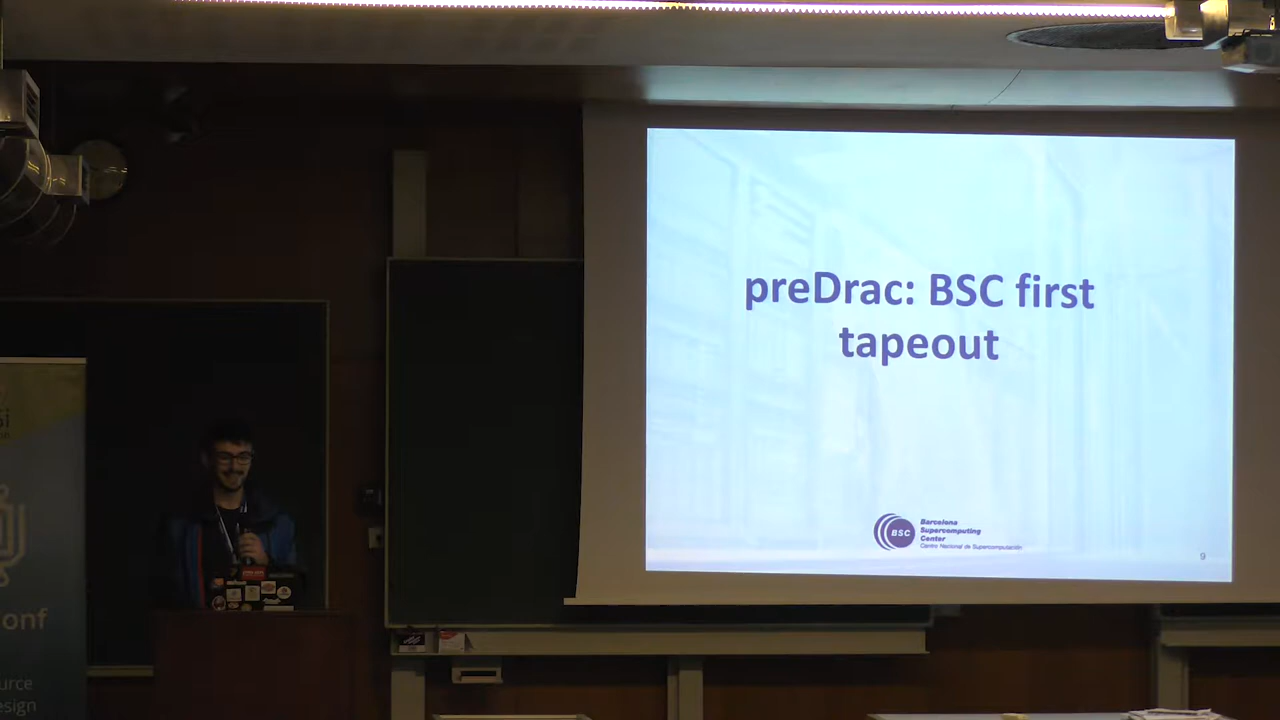 preDrac: BSC first
tapeout
BSC
Barcelona
Supercomputing
Center
Centro Nacional de Supercomputación
9
onf
urce
esign